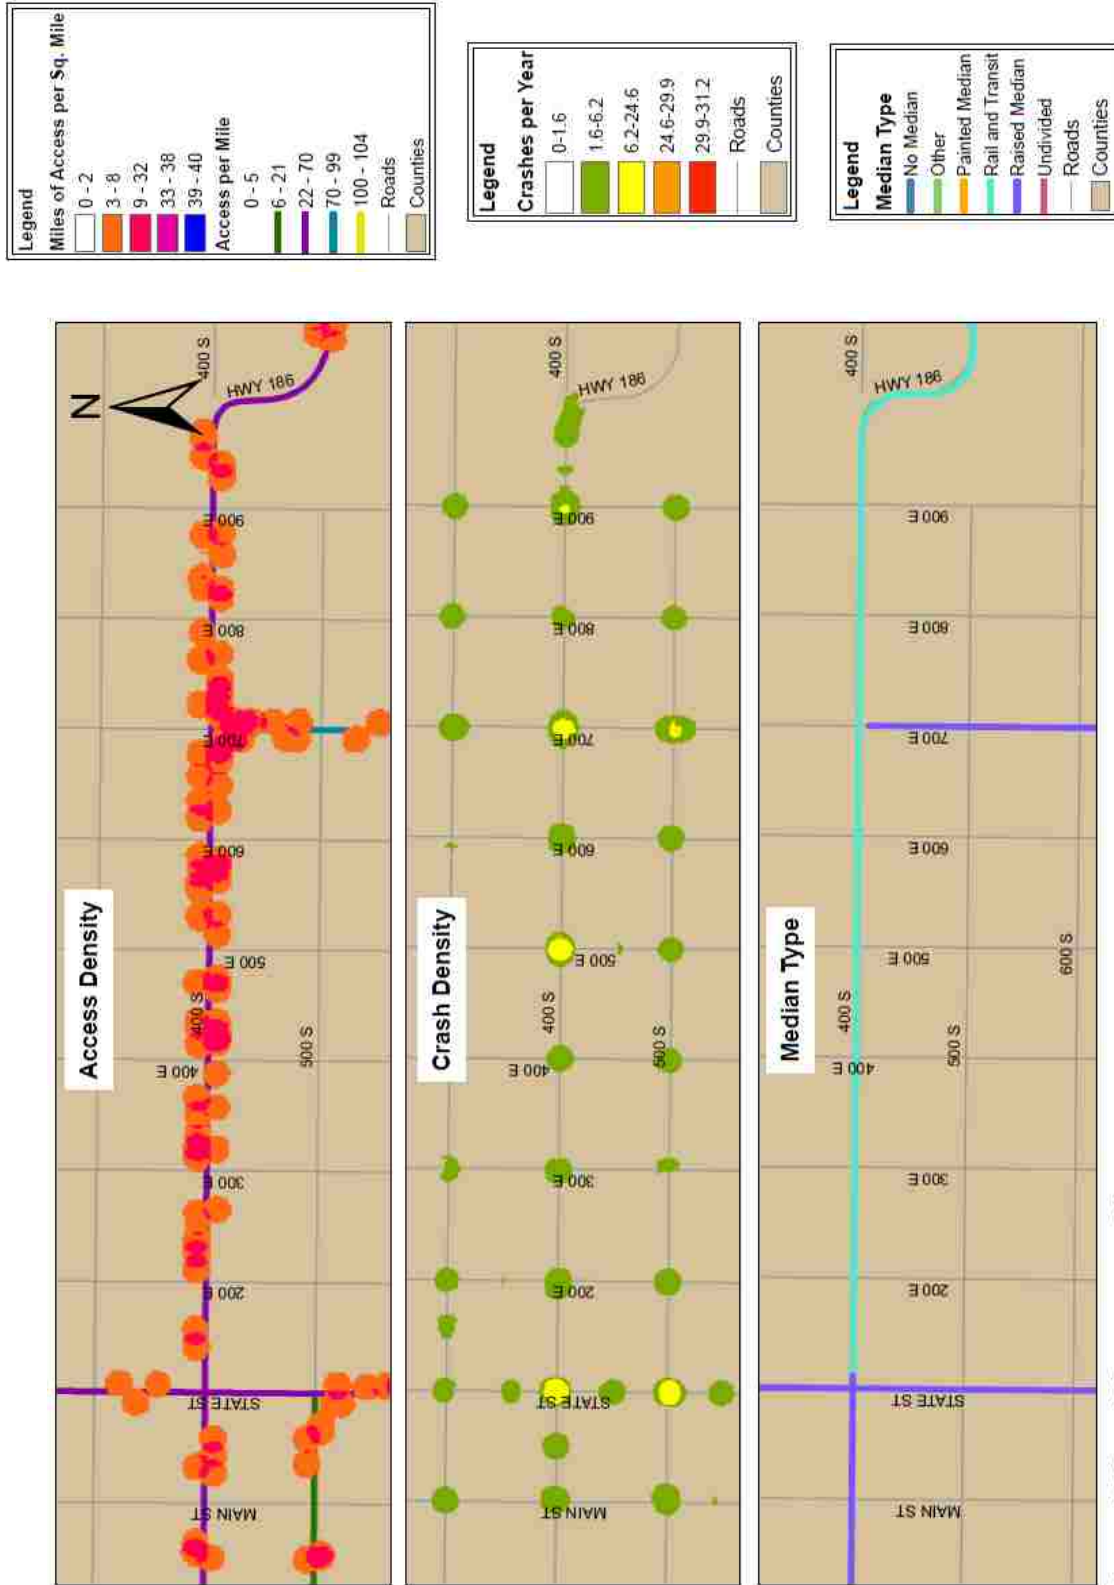 Legend
Miles of Access per Sq. Mile
0 - 2
3 - 8
9 - 32
33 - 38
39 - 40
Access per Mile
0 - 5
6 - 21
22 - 70
70 - 99
100 - 104
Roads
Counties
Legend
Crashes per Year
0-1.6
1.6-6.2
6.2-24.6
24.6-29.9
29.9-31.2
Roads
Counties
Legend
Median Type
No Median
Other
Painted Median
Rail and Transit
Raised Median
Undivided
Roads
Counties
Access Density
N
400 S
HWY 186
900 E
800 E
700 E
600 E
500 E
400 S
400 E
500 S
300 E
200 E
STATE ST
MAIN ST
Crash Density
400 S
HWY 186
900 E
800 E
700 E
600 E
500 E
400 S
400 E
500 S
300 E
200 E
STATE ST
MAIN ST
Median Type
400 S
HWY 186
900 E
800 E
700 E
600 E
500 E
600 S
400 S
400 E
500 S
300 E
200 E
STATE ST
MAIN ST